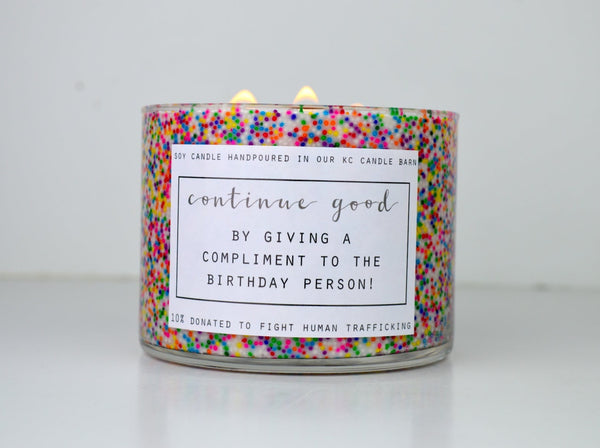 SOY CANDLE HANDPOURED IN OUR KC CANDLE BARN
continue good
BY GIVING A
COMPLIMENT TO THE
BIRTHDAY PERSON!
10% DONATED TO FIGHT HUMAN TRAFFICKING